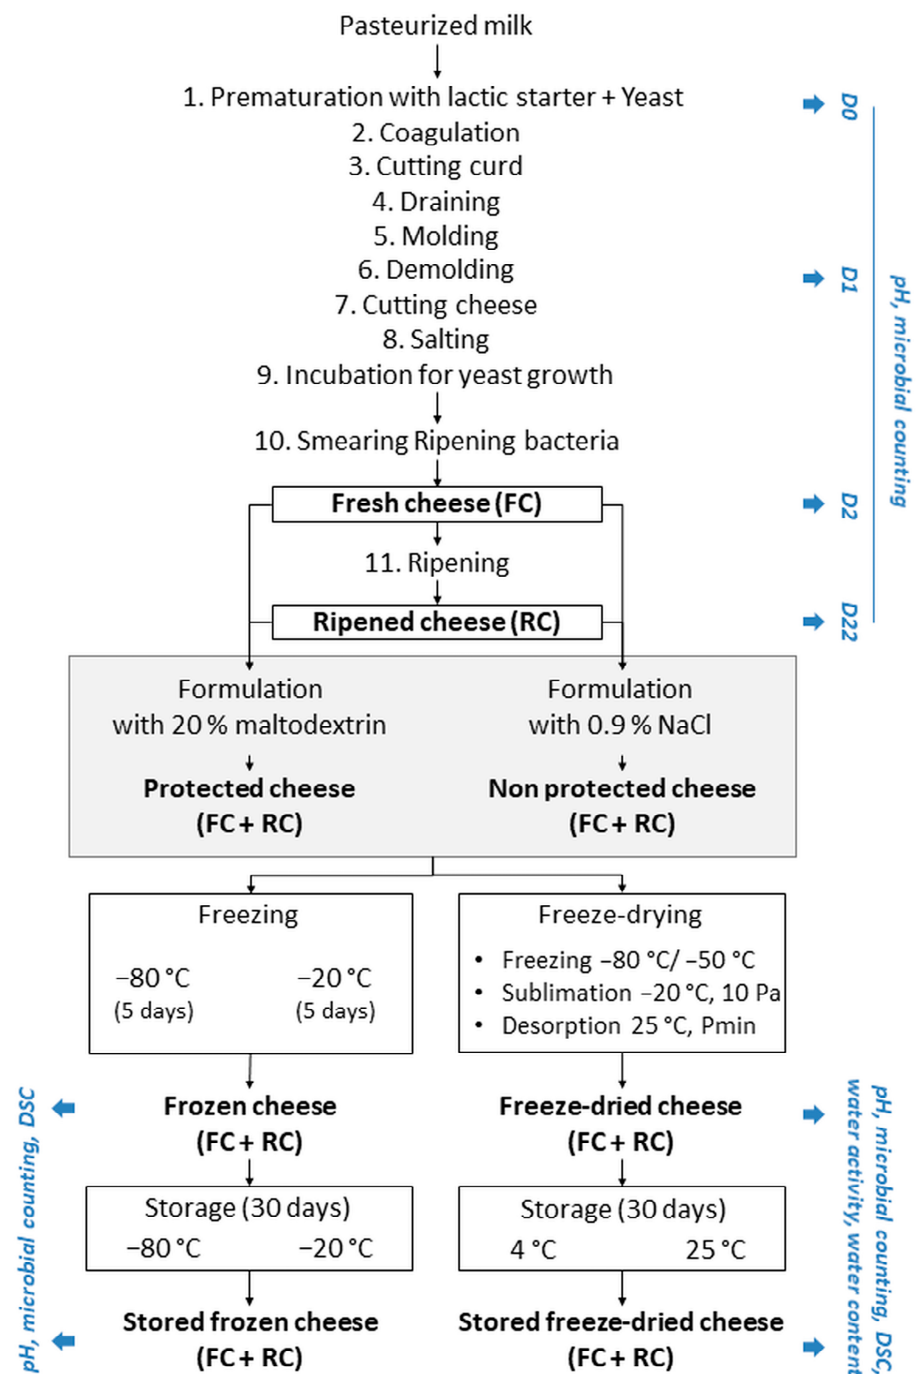 Pasteurized milk
1. Prematuration with lactic starter + Yeast
D0
2. Coagulation
3. Cutting curd
4. Draining
5. Molding
6. Demolding
D1
7. Cutting cheese
8. Salting
9. Incubation for yeast growth
pH, microbial counting
10. Smearing Ripening bacteria
Fresh cheese (FC)
D2
11. Ripening
Ripened cheese (RC)
D22
Formulation
with 20 % maltodextrin
Protected cheese
(FC + RC)
Formulation
with 0.9 % NaCl
Non protected cheese
(FC + RC)
Freezing
−80 °C
(5 days)
−20 °C
(5 days)
Freeze-drying
• Freezing −80 °C/ −50 °C
• Sublimation −20 °C, 10 Pa
• Desorption 25 °C, Pmin
Frozen cheese
(FC + RC)
Storage (30 days)
−80 °C −20 °C
Stored frozen cheese
(FC + RC)
pH, microbial counting, DSC
Freeze-dried cheese
(FC + RC)
Storage (30 days)
4 °C 25 °C
Stored freeze-dried cheese
(FC + RC)
pH, microbial counting, DSC,
water activity, water content